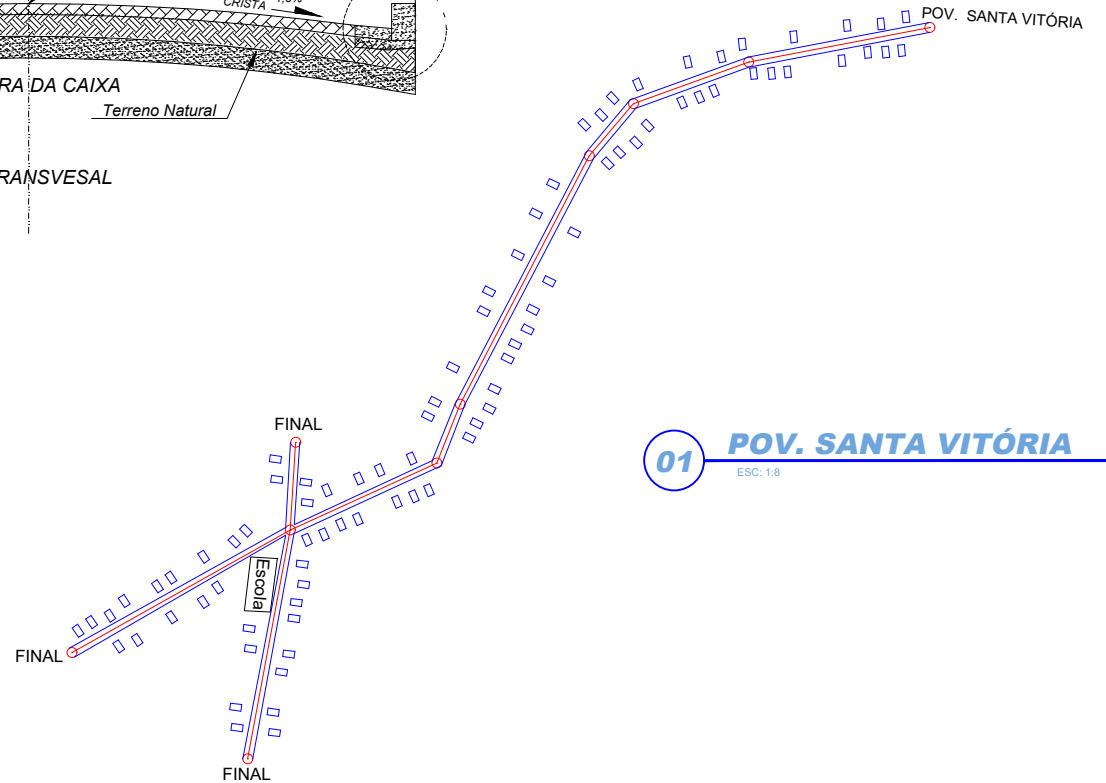 CRISTA
RA DA CAIXA
Terreno Natural
RANSVESAL
POV. SANTA VITÓRIA
FINAL
01
POV. SANTA VITÓRIA
ESC: 1:8
Escola
FINAL
FINAL